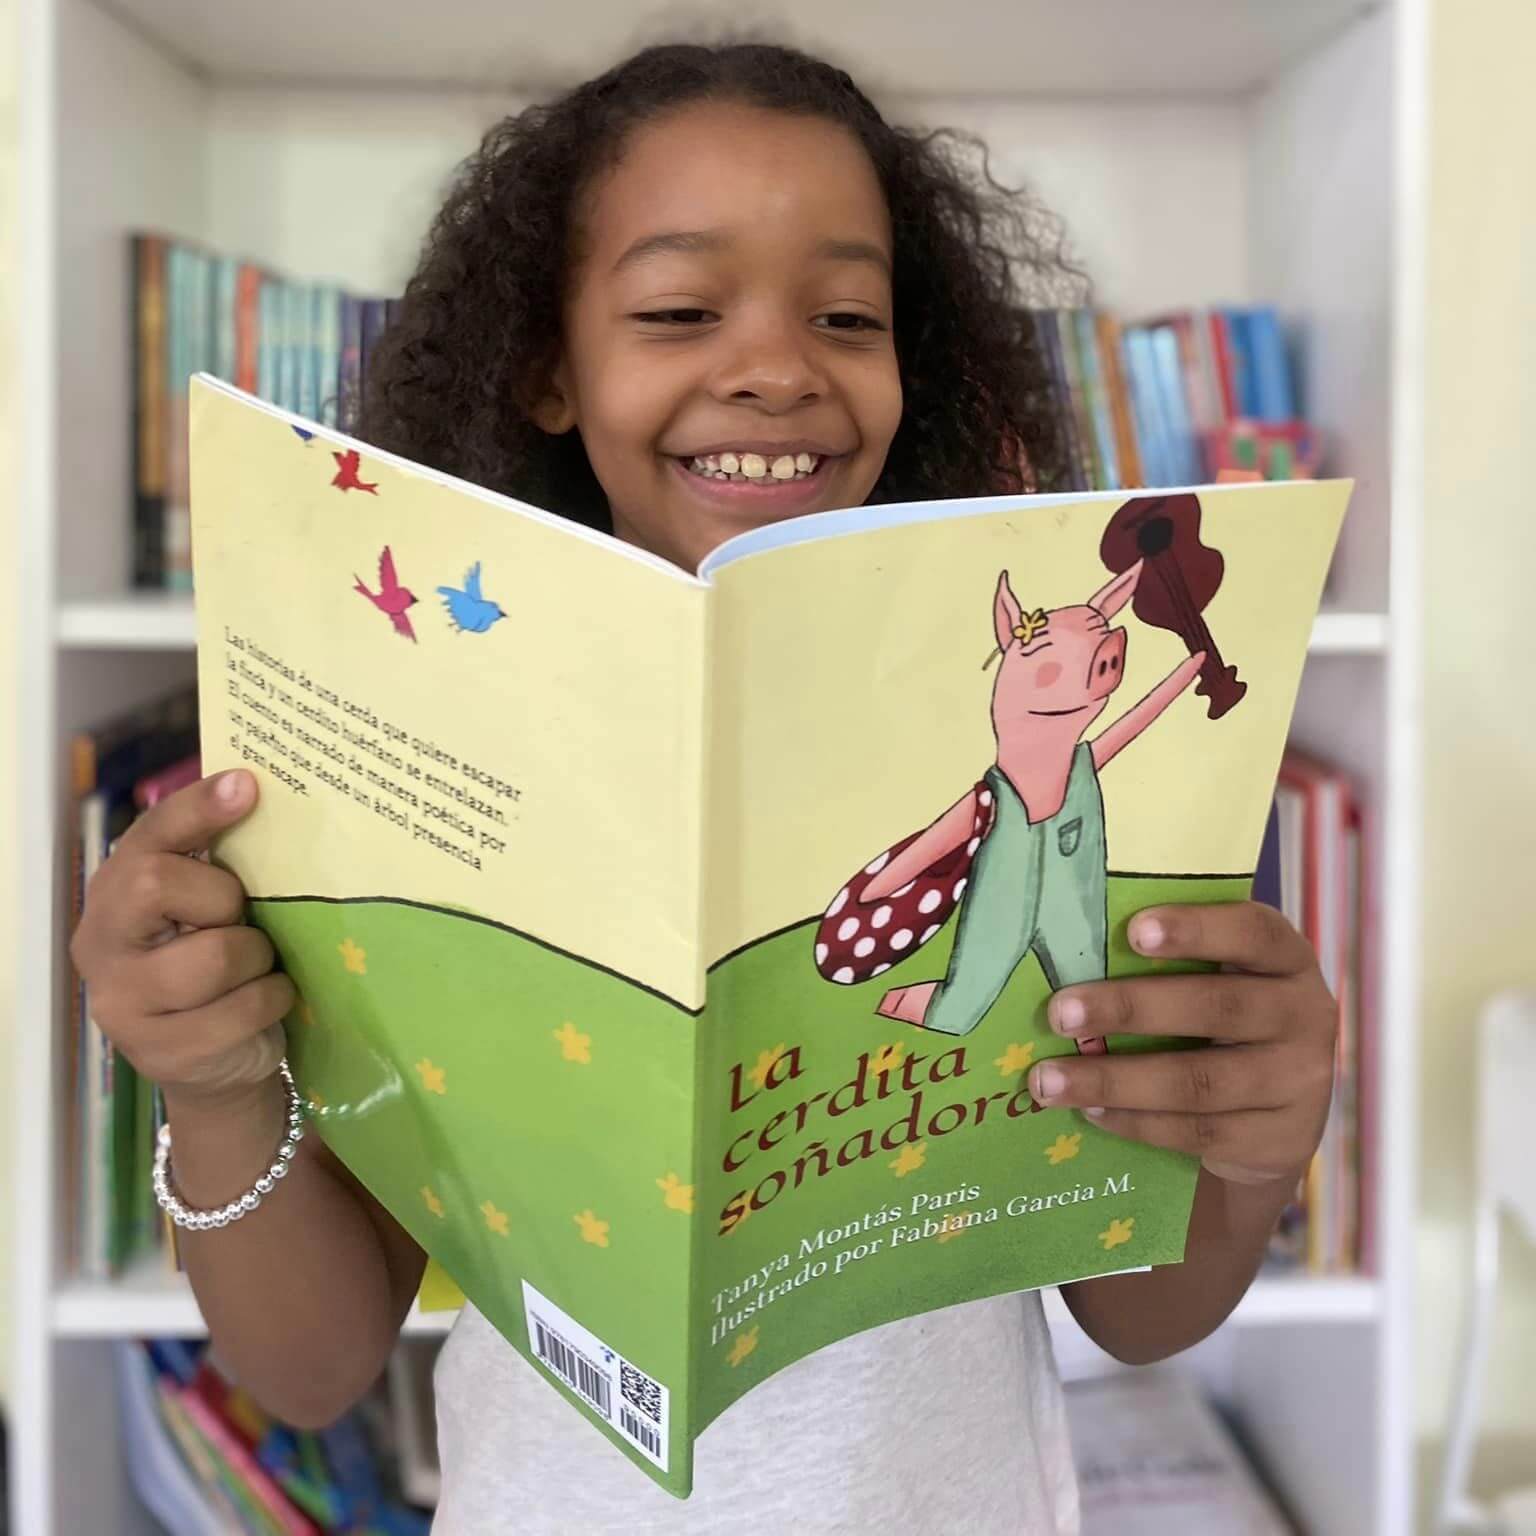 Las historias de una cerda que quiere escapar
la finca y un cerdito huérfano se entrelazan.
El cuento es narrado de manera poética por
un pajarito que desde un árbol presencia
el gran escape.
La
cerdita
soñadora
Tanya Montás Paris
Ilustrado por Fabiana Garcia M.